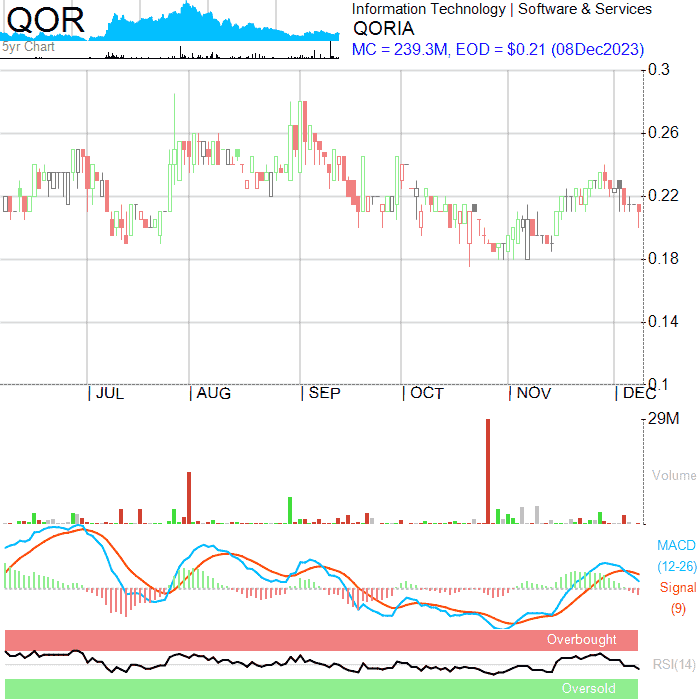 QOR
5yr Chart
Information Technology | Software & Services
QORIA
MC = 239.3M, EOD = $0.21 (08Dec2023)
0.3
0.26
0.22
0.18
0.14
0.1
| JUL | AUG | SEP | OCT | NOV | DEC
29M
Volume
MACD
(12-26)
Signal
(9)
Overbought
RSI(14)
Oversold